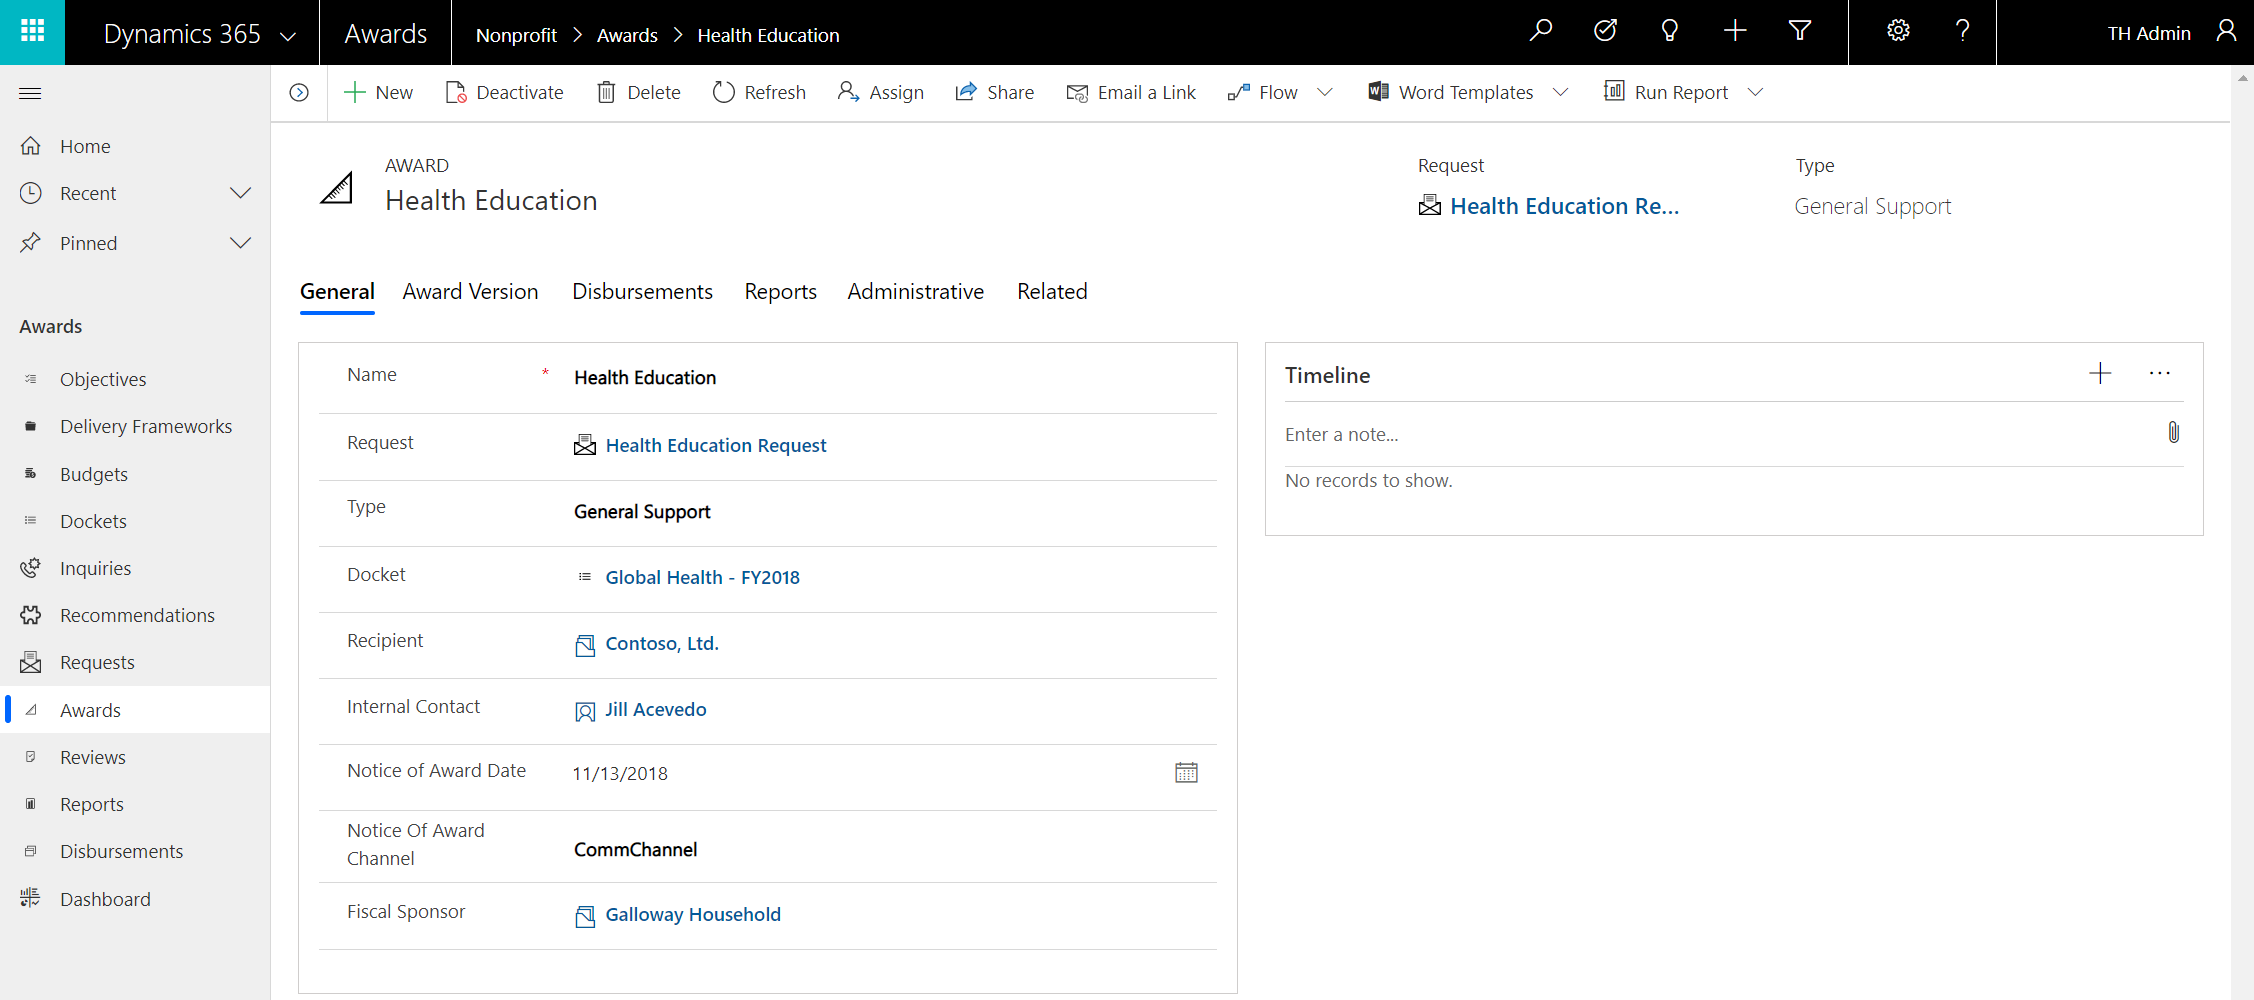 Dynamics 365
Awards
Nonprofit > Awards > Health Education
TH Admin
New
Deactivate
Delete
Refresh
Assign
Share
Email a Link
Flow
Word Templates
Run Report
Home
Recent
Pinned
Awards
Objectives
Delivery Frameworks
Budgets
Dockets
Inquiries
Recommendations
Requests
Awards
Reviews
Reports
Disbursements
Dashboard
AWARD
Health Education
Request
Health Education Re...
Type
General Support
General
Award Version
Disbursements
Reports
Administrative
Related
Name * Health Education
Request Health Education Request
Type General Support
Docket Global Health - FY2018
Recipient Contoso, Ltd.
Internal Contact Jill Acevedo
Notice of Award Date 11/13/2018
Notice Of Award
Channel
CommChannel
Fiscal Sponsor Galloway Household
Timeline
Enter a note...
No records to show.